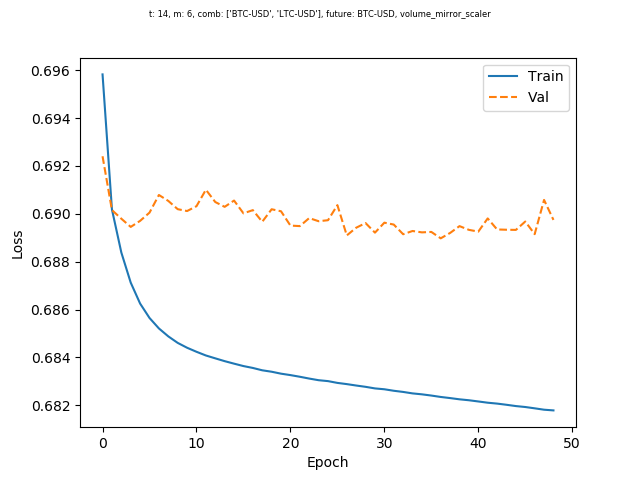 t: 14, m: 6, comb: ['BTC-USD', 'LTC-USD'], future: BTC-USD, volume_mirror_scaler
Train
Val
0.696
0.694
0.692
0.690
0.688
0.686
0.684
0.682
Loss
0 10 20 30 40 50
Epoch